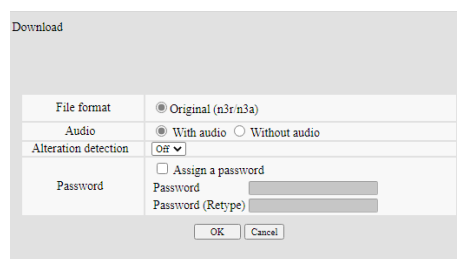 Download
File format
Original (n3r/n3a)
Audio
With audio Without audio
Alteration detection
Off
Password
Assign a password
Password
Password (Retype)
OK Cancel